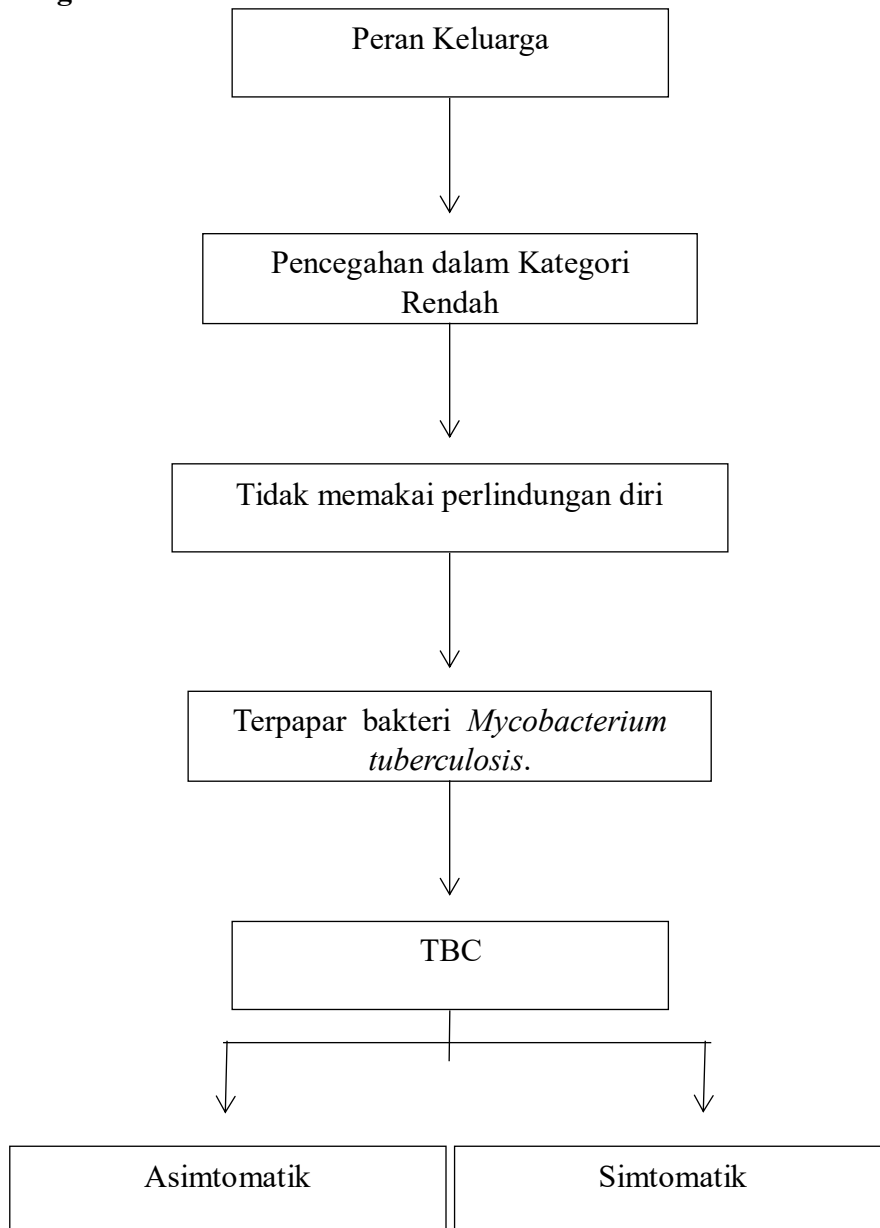 Peran Keluarga
Pencegahan dalam Kategori
Rendah
Tidak memakai perlindungan diri
Terpapar bakteri Mycobacterium
tuberculosis.
TBC
Asimtomatik
Simtomatik